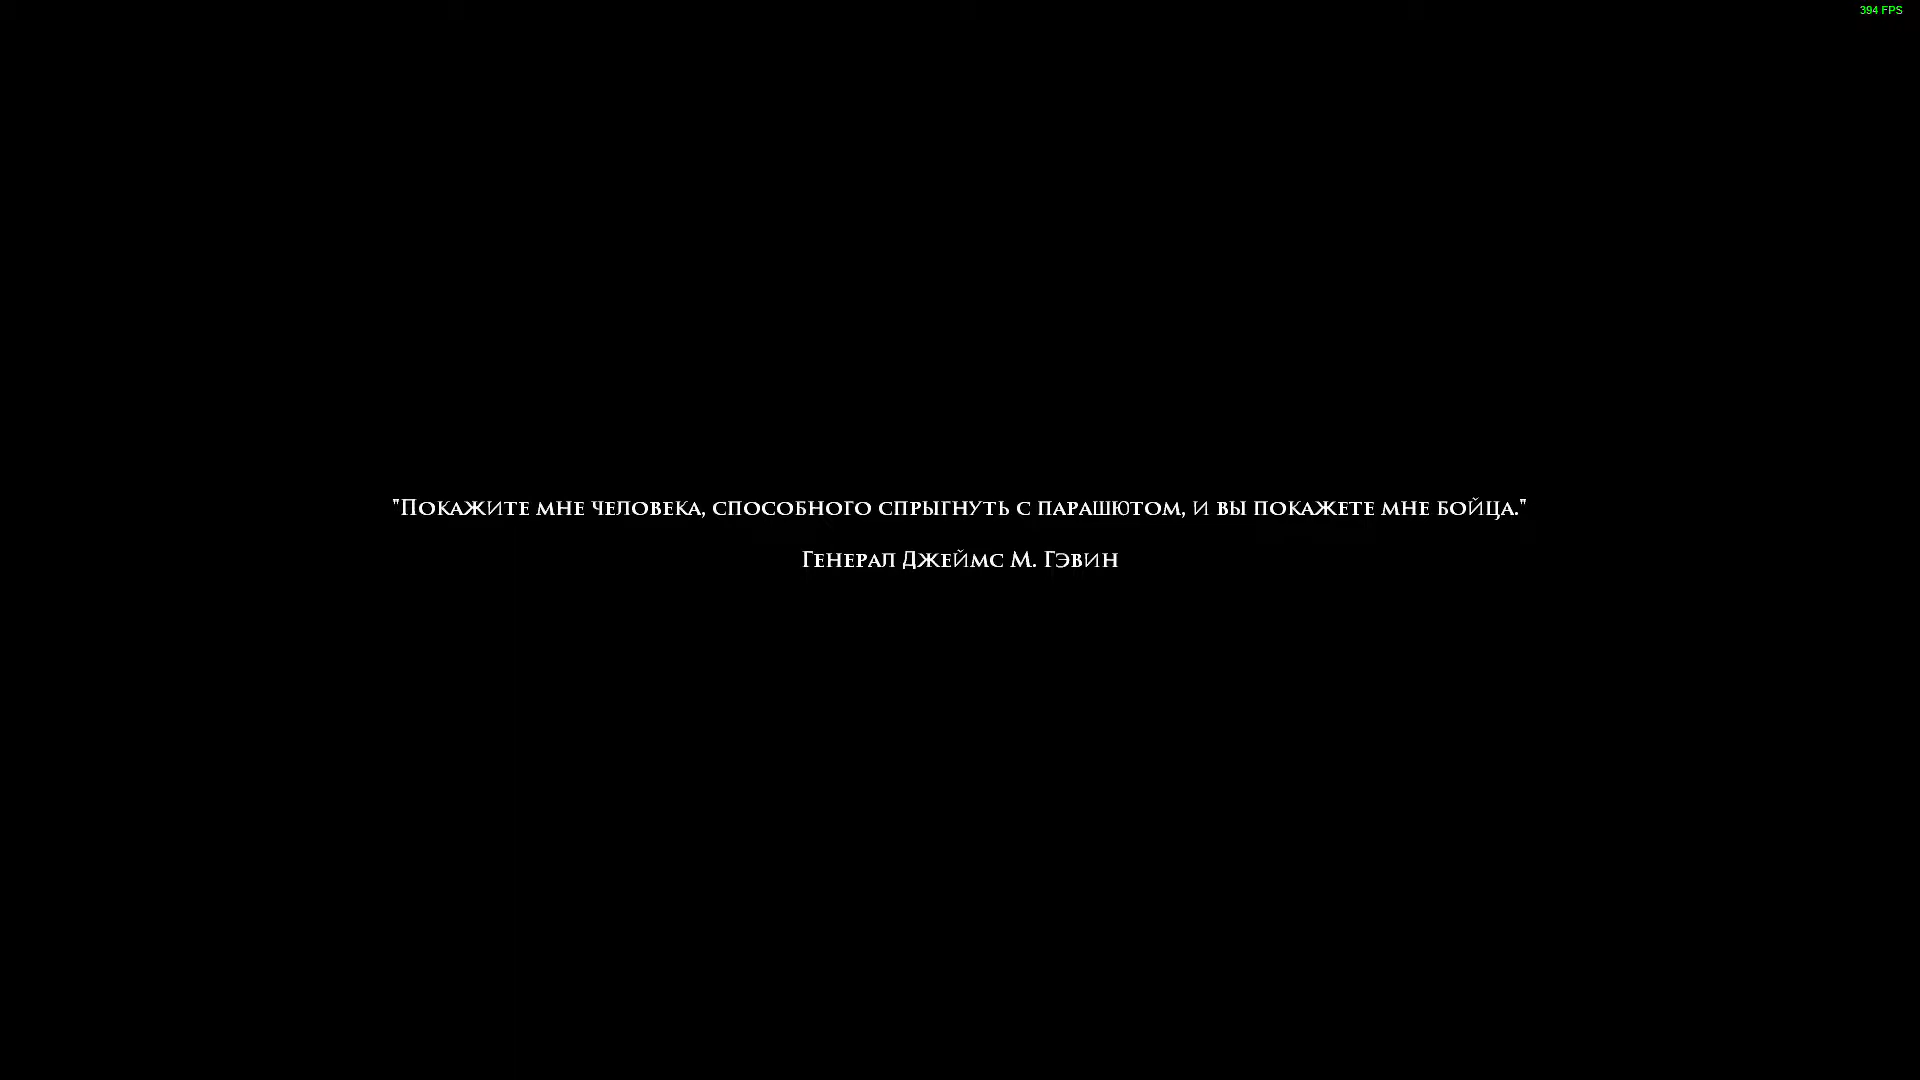 394 FPS
"Покажите мне человека, способного спрыгнуть с парашютом, и вы покажете мне бойца."
Генерал Джеймс М. Гэвин